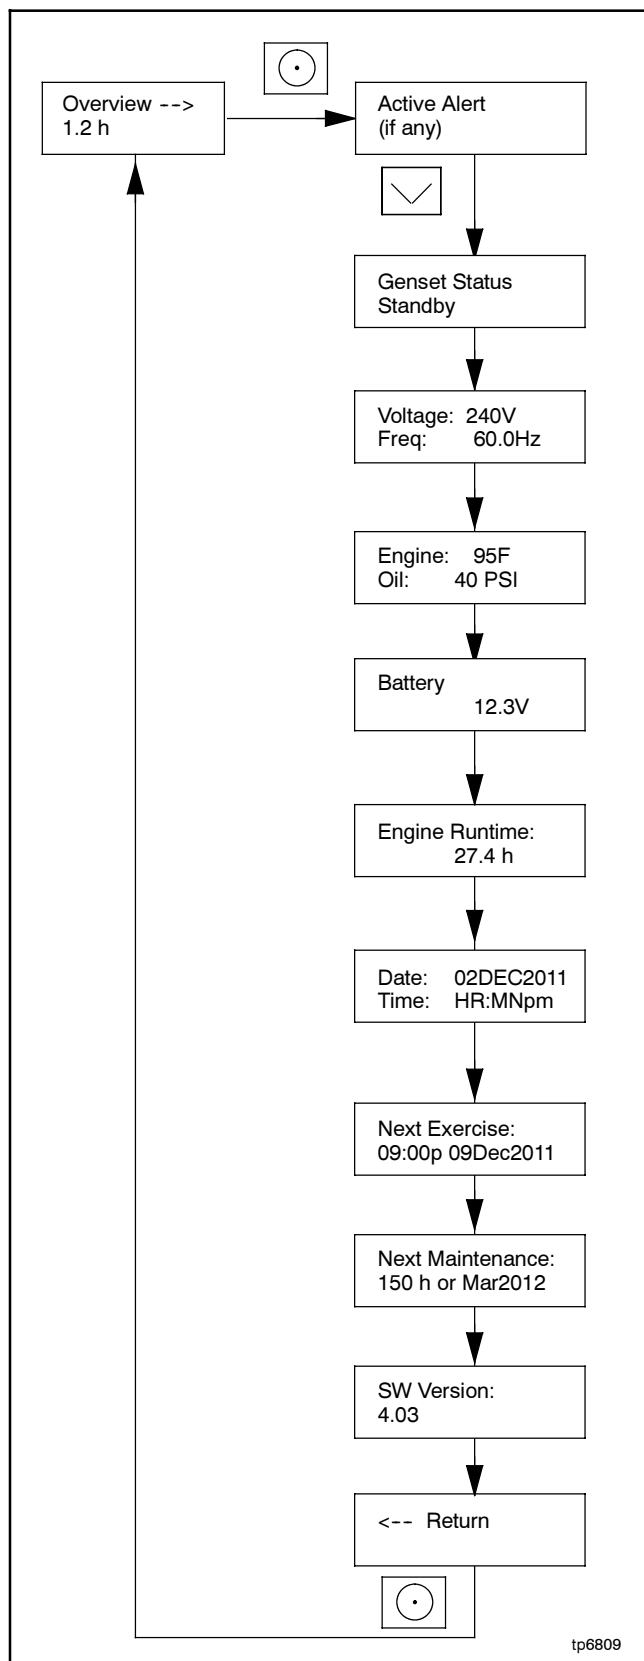 Overview -->
1.2 h
Active Alert
(if any)
Genset Status
Standby
Voltage: 240V
Freq: 60.0Hz
Engine: 95F
Oil: 40 PSI
Battery
12.3V
Engine Runtime:
27.4 h
Date: 02DEC2011
Time: HR:MNpm
Next Exercise:
09:00p 09Dec2011
Next Maintenance:
150 h or Mar2012
SW Version:
4.03
<-- Return
tp6809